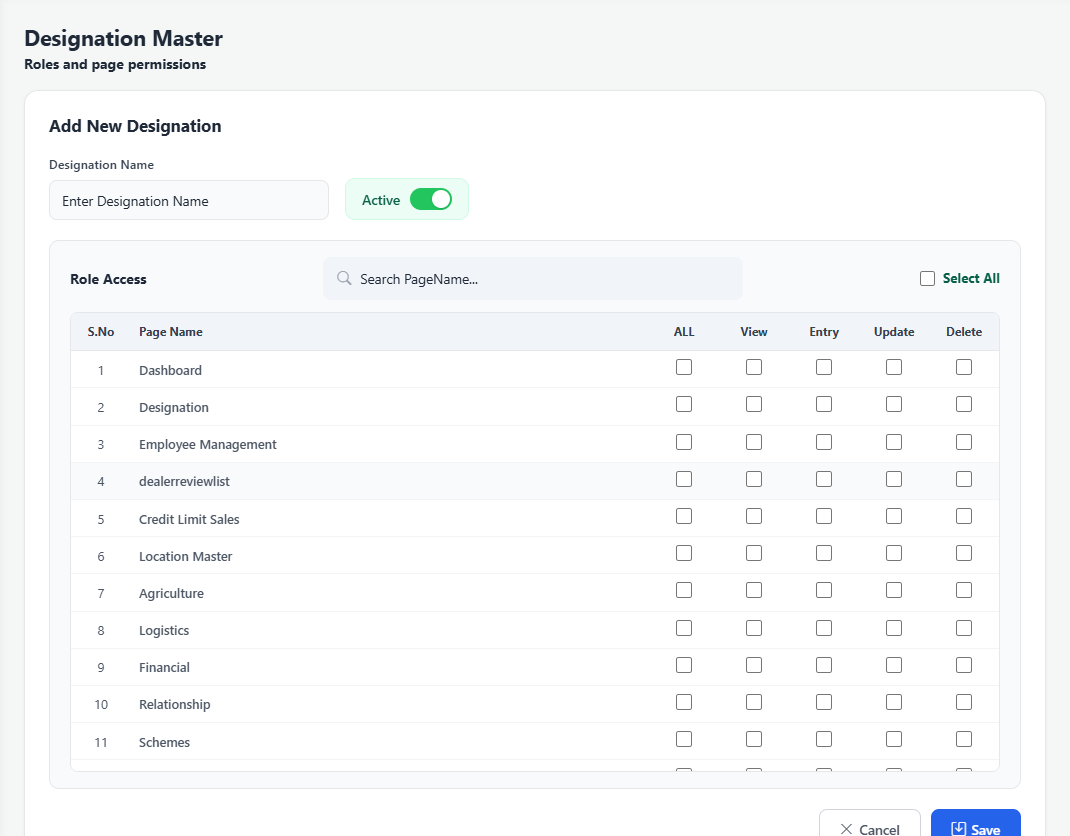 Designation Master
Roles and page permissions
Add New Designation
Designation Name
Enter Designation Name
Active
Role Access
Search PageName...
Select All
S.No Page Name ALL View Entry Update Delete
1 Dashboard
2 Designation
3 Employee Management
4 dealerreviewlist
5 Credit Limit Sales
6 Location Master
7 Agriculture
8 Logistics
9 Financial
10 Relationship
11 Schemes
Cancel
Save